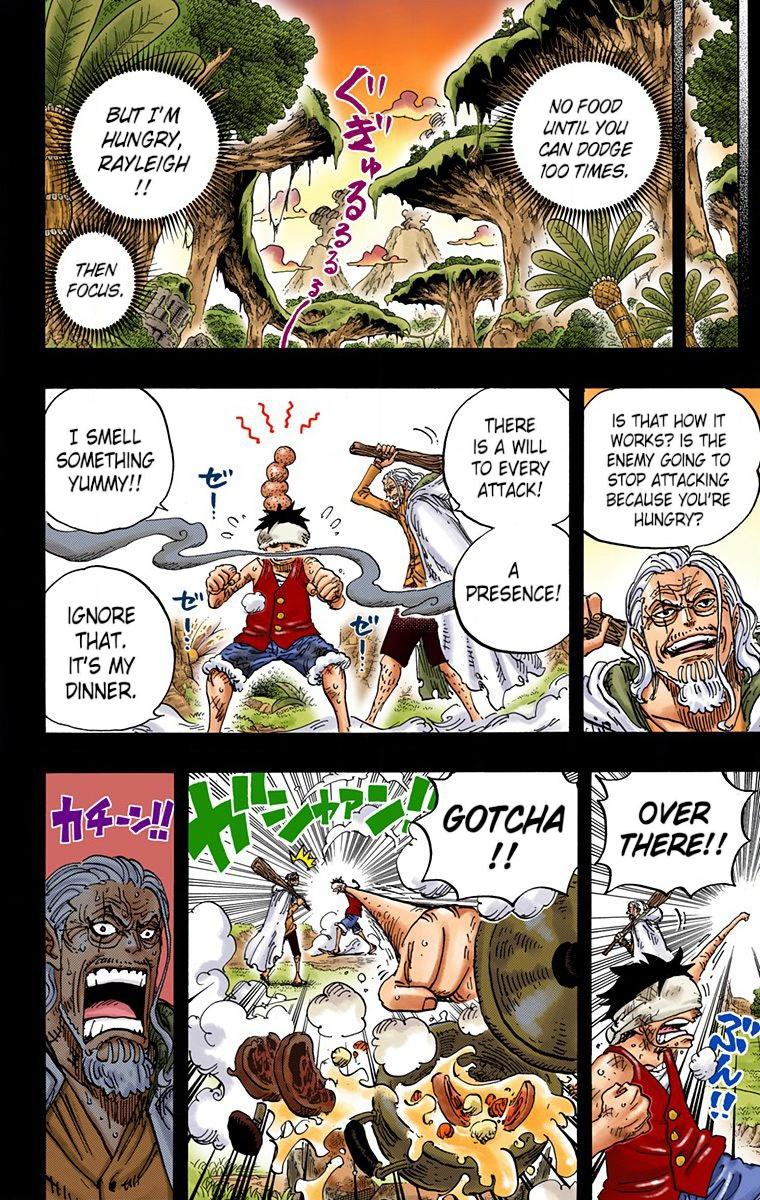 NO FOOD
UNTIL YOU
CAN DODGE
100 TIMES.
ぐぎゅるるるる
BUT I'M
HUNGRY,
RAYLEIGH
!!
THEN
FOCUS.
IS THAT HOW IT
WORKS? IS THE
ENEMY GOING TO
STOP ATTACKING
BECAUSE YOU'RE
HUNGRY?
THERE
IS A WILL
TO EVERY
ATTACK!
A
PRESENCE!
I SMELL
SOMETHING
YUMMY!!
ゼー…
ゼー…
ゼー…
IGNORE
THAT.
IT'S MY
DINNER.
OVER
THERE!!
ぶん!!
GOTCHA
!!
ガシャアン!!
カチーン!!